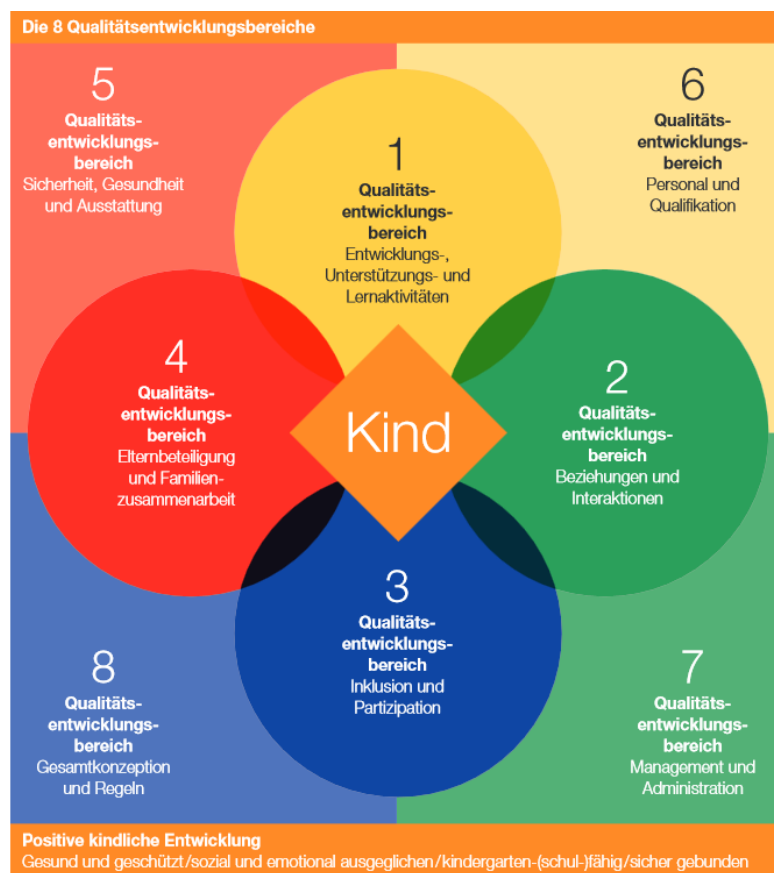 Die 8 Qualitätsentwicklungsbereiche
5
Qualitäts-
entwicklungs-
bereich
Sicherheit, Gesundheit
und Ausstattung
1
Qualitäts-
entwicklungs-
bereich
Entwicklungs-,
Unterstützungs- und
Lernaktivitäten
6
Qualitäts-
entwicklungs-
bereich
Personal und
Qualifikation
4
Qualitäts-
entwicklungs-
bereich
Elternbeteiligung
und Familien-
zusammenarbeit
Kind
2
Qualitäts-
entwicklungs-
bereich
Beziehungen und
Interaktionen
8
Qualitäts-
entwicklungs-
bereich
Gesamtkonzeption
und Regeln
3
Qualitäts-
entwicklungs-
bereich
Inklusion und
Partizipation
7
Qualitäts-
entwicklungs-
bereich
Management und
Administration
Positive kindliche Entwicklung
Gesund und geschützt/sozial und emotional ausgeglichen/kindergarten-(schul-)fähig/sicher gebunden